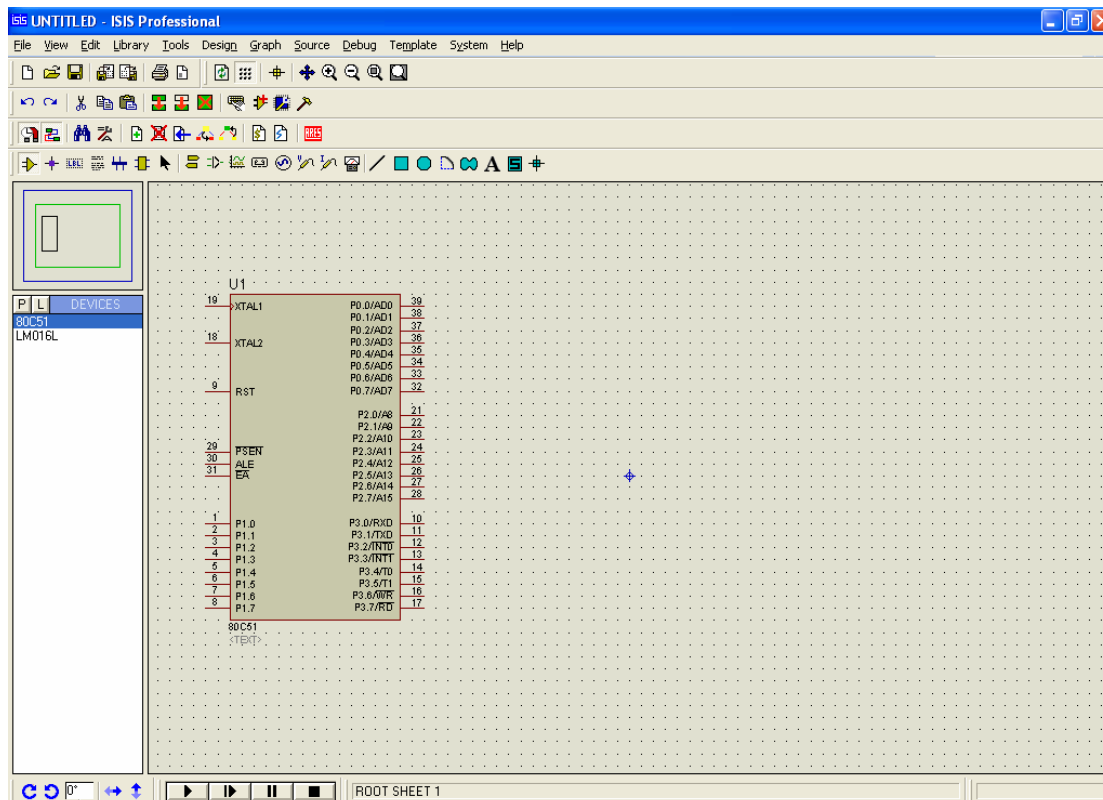 ISIS UNTITLED - ISIS Professional
File View Edit Library Tools Design Graph Source Debug Template System Help
ARES
LBL
A
S
P L DEVICES
80C51
LM016L
U1
19 XTAL1
18 XTAL2
9 RST
29 PSEN
30 ALE
31 EA
1 P1.0
2 P1.1
3 P1.2
4 P1.3
5 P1.4
6 P1.5
7 P1.6
8 P1.7
P0.0/AD0 39
P0.1/AD1 38
P0.2/AD2 37
P0.3/AD3 36
P0.4/AD4 35
P0.5/AD5 34
P0.6/AD6 33
P0.7/AD7 32
P2.0/A8 21
P2.1/A9 22
P2.2/A10 23
P2.3/A11 24
P2.4/A12 25
P2.5/A13 26
P2.6/A14 27
P2.7/A15 28
P3.0/RXD 10
P3.1/TXD 11
P3.2/INT0 12
P3.3/INT1 13
P3.4/T0 14
P3.5/T1 15
P3.6/WR 16
P3.7/RD 17
80C51
<TEXT>
0°
ROOT SHEET 1